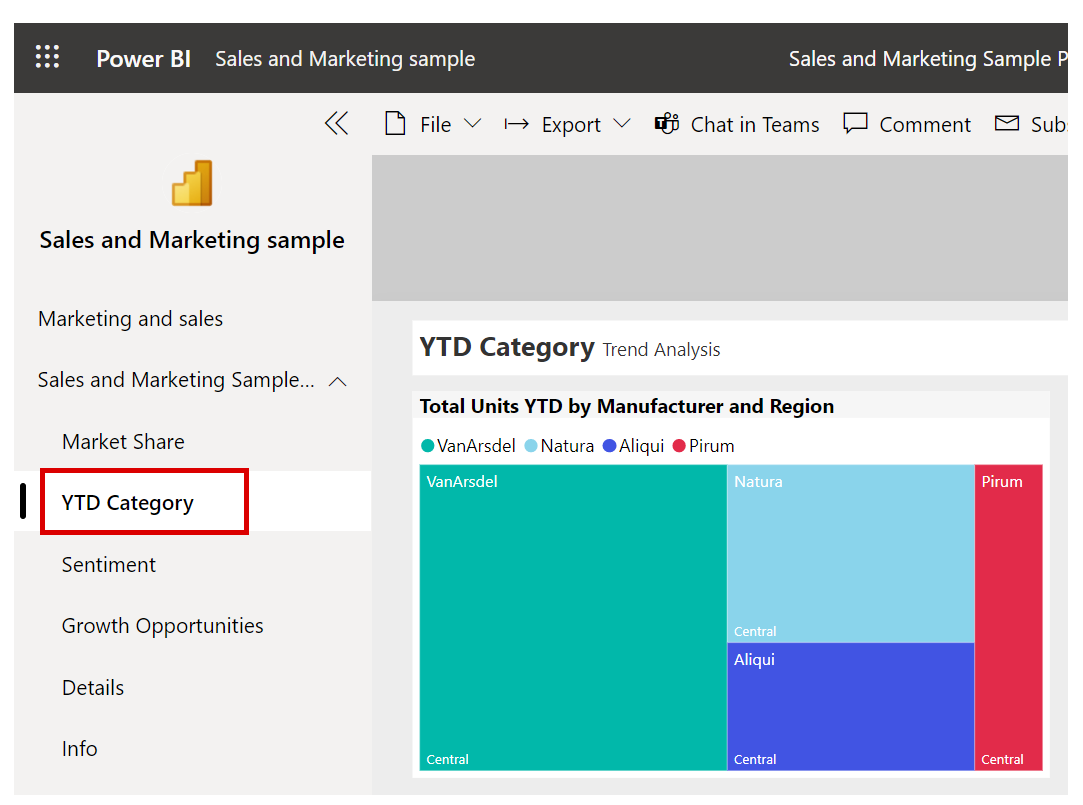 Power BI Sales and Marketing sample Sales and Marketing Sample P
File Export Chat in Teams Comment Subs
Sales and Marketing sample
Marketing and sales
Sales and Marketing Sample...
Market Share
YTD Category
Sentiment
Growth Opportunities
Details
Info
YTD Category Trend Analysis
Total Units YTD by Manufacturer and Region
VanArsdel Natura Aliqui Pirum
VanArsdel
Central
Natura
Central
Aliqui
Central
Pirum
Central